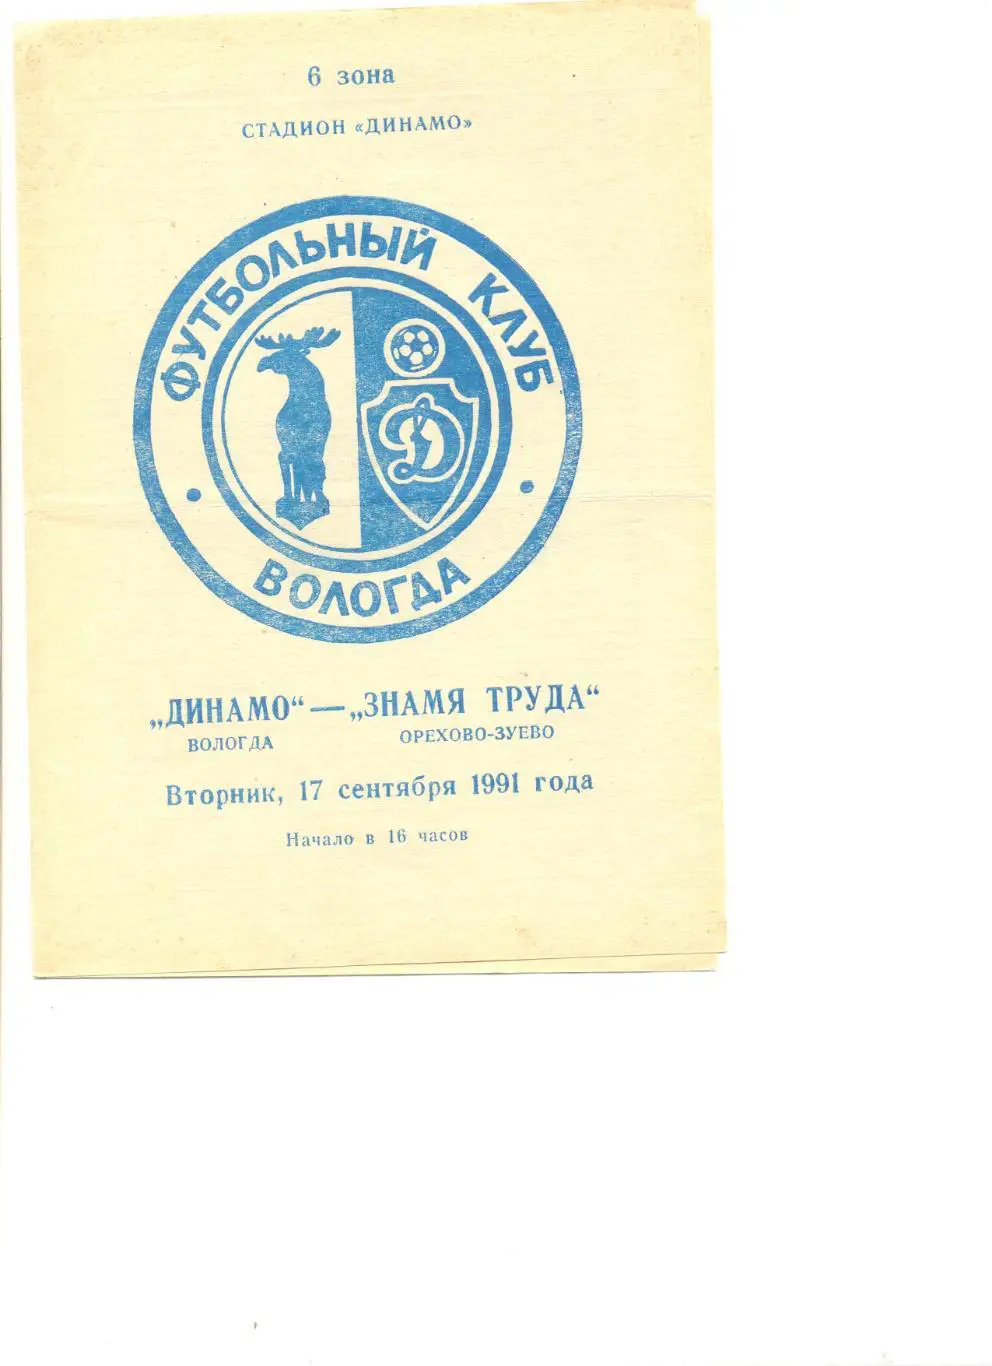 6 зона
СТАДИОН «ДИНАМО»
ФУТБОЛЬНЫЙ КЛУБ
Д
ВОЛОГДА
„ДИНАМО“ — „ЗНАМЯ ТРУДА“
ВОЛОГДА ОРЕХОВО-ЗУЕВО
Вторник, 17 сентября 1991 года
Начало в 16 часов